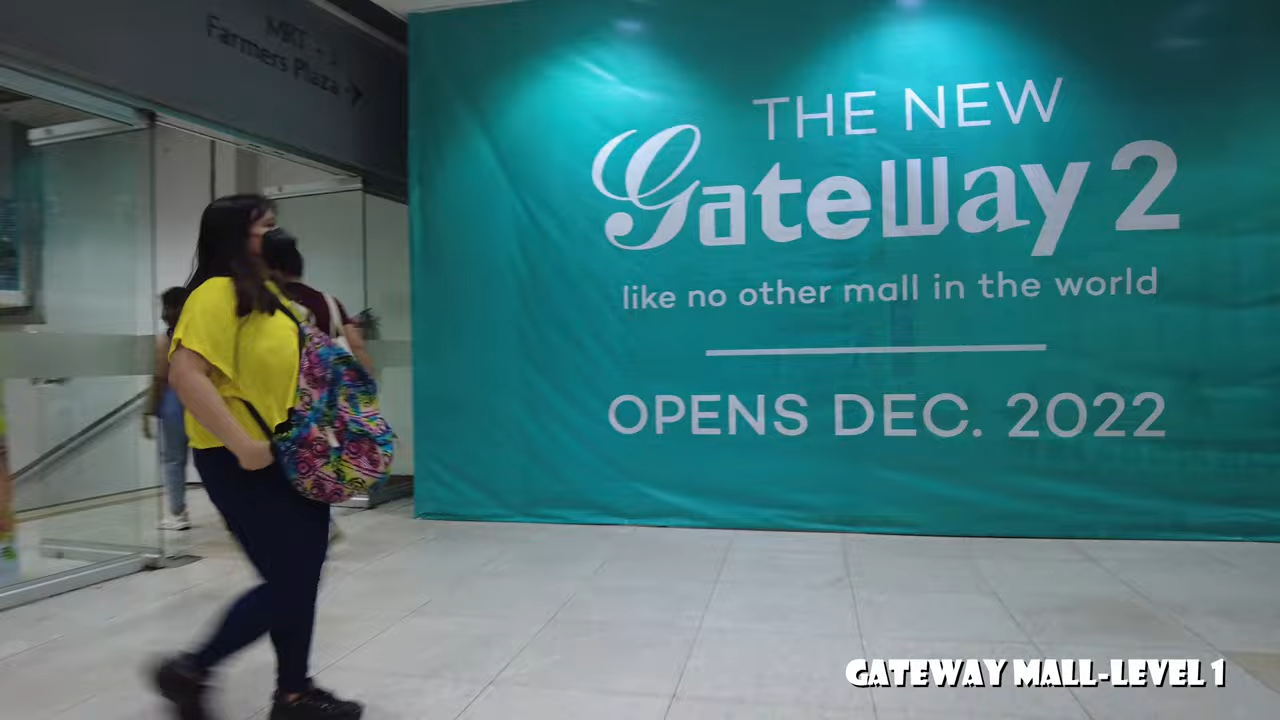 MRT - 3
Farmers Plaza
THE NEW
Gateway 2
like no other mall in the world
OPENS DEC. 2022
GATEWAY MALL-LEVEL 1